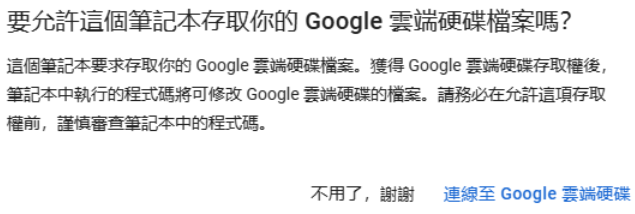 要允許這個筆記本存取你的 Google 雲端硬碟檔案嗎？
這個筆記本要求存取你的 Google 雲端硬碟檔案。獲得 Google 雲端硬碟存取權後，
筆記本中執行的程式碼將可修改 Google 雲端硬碟的檔案。請務必在允許這項存取
權前，謹慎審查筆記本中的程式碼。
不用了，謝謝 連線至 Google 雲端硬碟